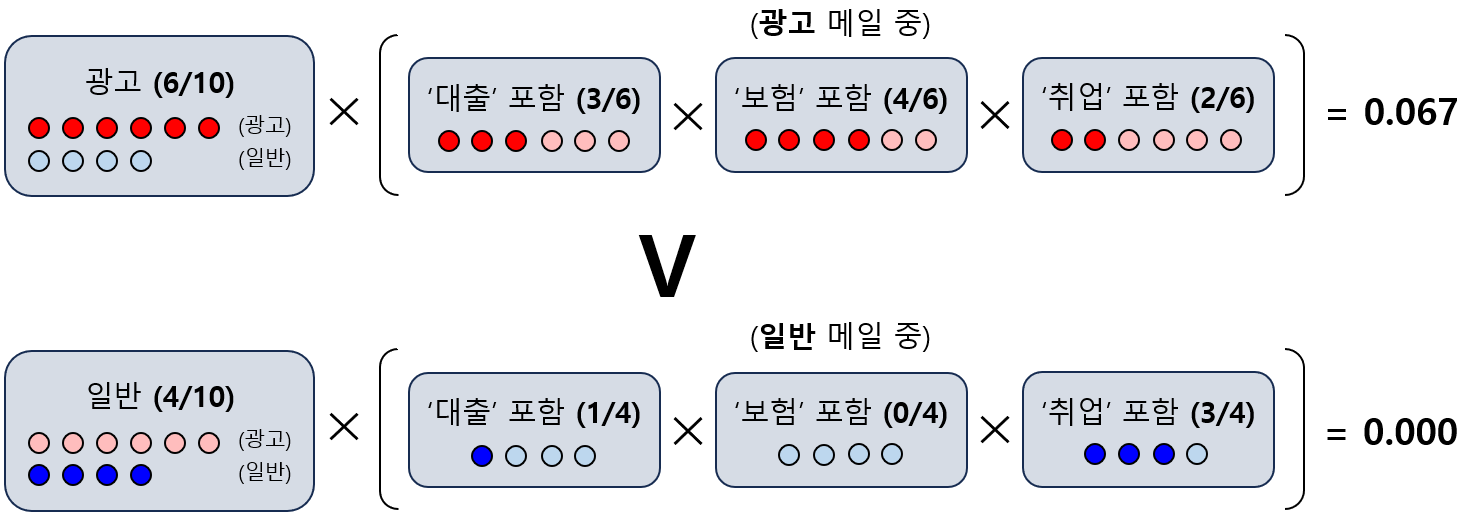 (광고 메일 중)
광고 (6/10)
(광고)
(일반)
×
‘대출’ 포함 (3/6)
×
‘보험’ 포함 (4/6)
×
‘취업’ 포함 (2/6)
= 0.067
V
(일반 메일 중)
일반 (4/10)
(광고)
(일반)
×
‘대출’ 포함 (1/4)
×
‘보험’ 포함 (0/4)
×
‘취업’ 포함 (3/4)
= 0.000